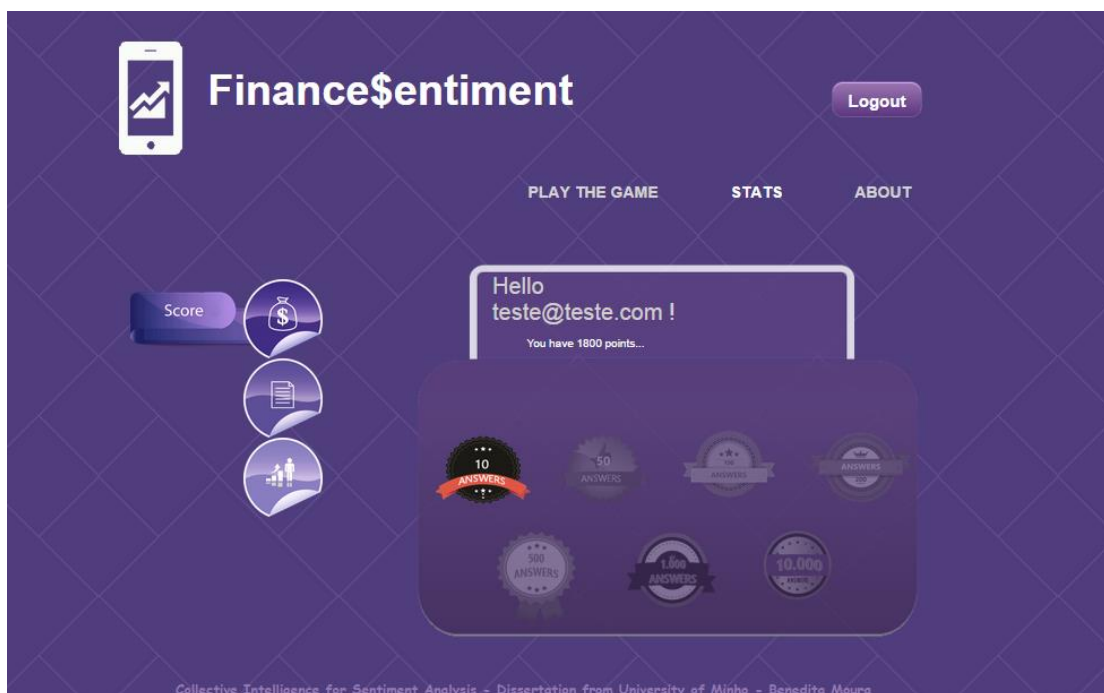 Finance$entiment
Logout
PLAY THE GAME STATS ABOUT
Score
$
Hello
teste@teste.com !
You have 1800 points...
10
ANSWERS
50
ANSWERS
100
ANSWERS
ANSWERS
500
ANSWERS
1.000
ANSWERS
10.000
Collective Intelligence for Sentiment Analysis - Dissertation from University of Minho - Benedita Moura